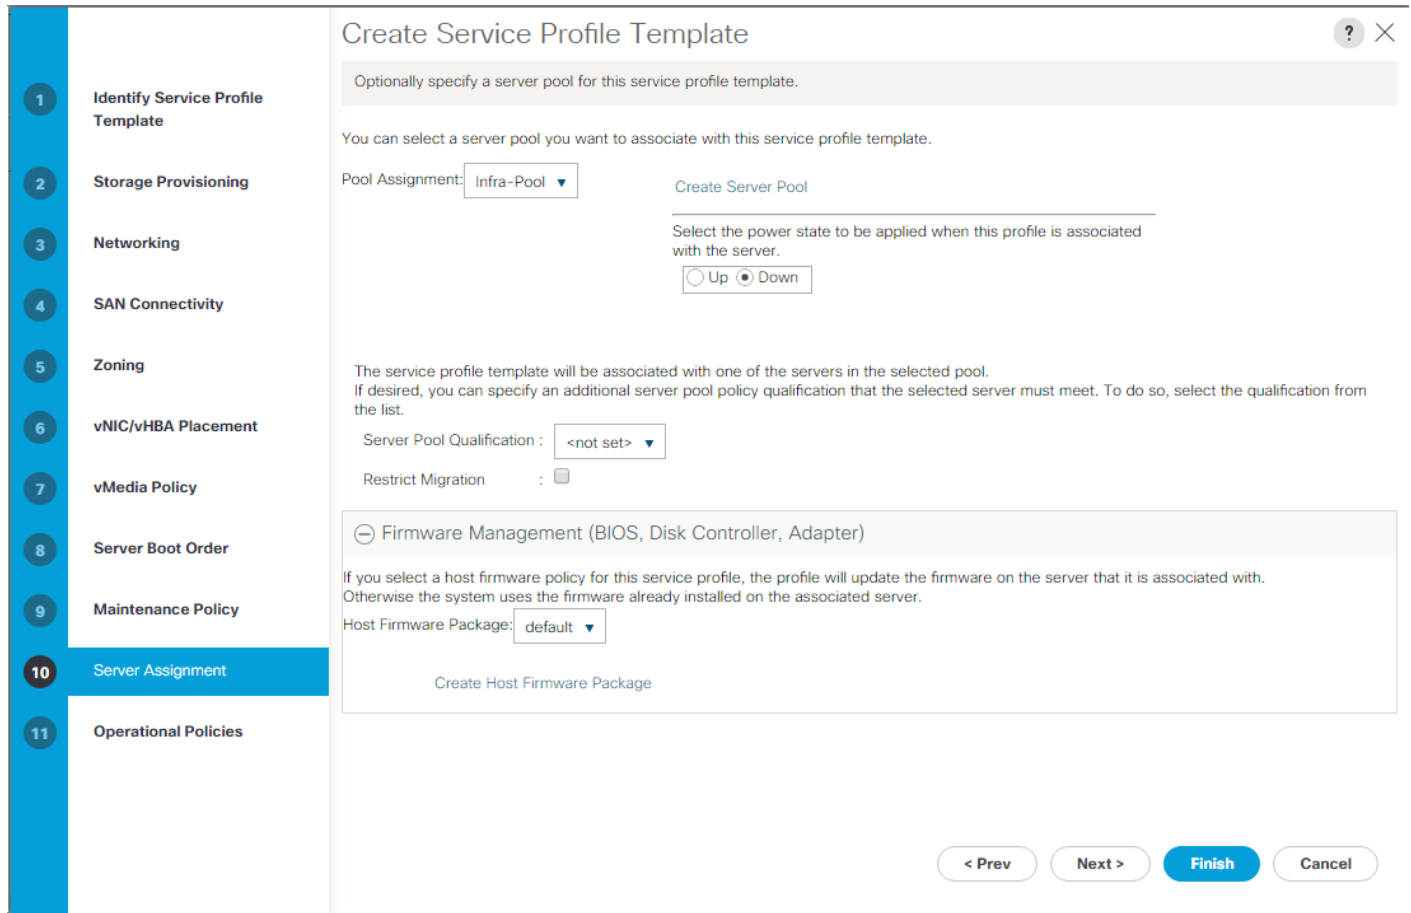 Create Service Profile Template
?
Optionally specify a server pool for this service profile template.
1 Identify Service Profile
Template
2 Storage Provisioning
3 Networking
4 SAN Connectivity
5 Zoning
6 vNIC/vHBA Placement
7 vMedia Policy
8 Server Boot Order
9 Maintenance Policy
10 Server Assignment
11 Operational Policies
You can select a server pool you want to associate with this service profile template.
Pool Assignment: Infra-Pool ▼
Create Server Pool
Select the power state to be applied when this profile is associated
with the server.
Up Down
The service profile template will be associated with one of the servers in the selected pool.
If desired, you can specify an additional server pool policy qualification that the selected server must meet. To do so, select the qualification from
the list.
Server Pool Qualification : <not set> ▼
Restrict Migration :
Firmware Management (BIOS, Disk Controller, Adapter)
If you select a host firmware policy for this service profile, the profile will update the firmware on the server that it is associated with.
Otherwise the system uses the firmware already installed on the associated server.
Host Firmware Package: default ▼
Create Host Firmware Package
< Prev Next > Finish Cancel